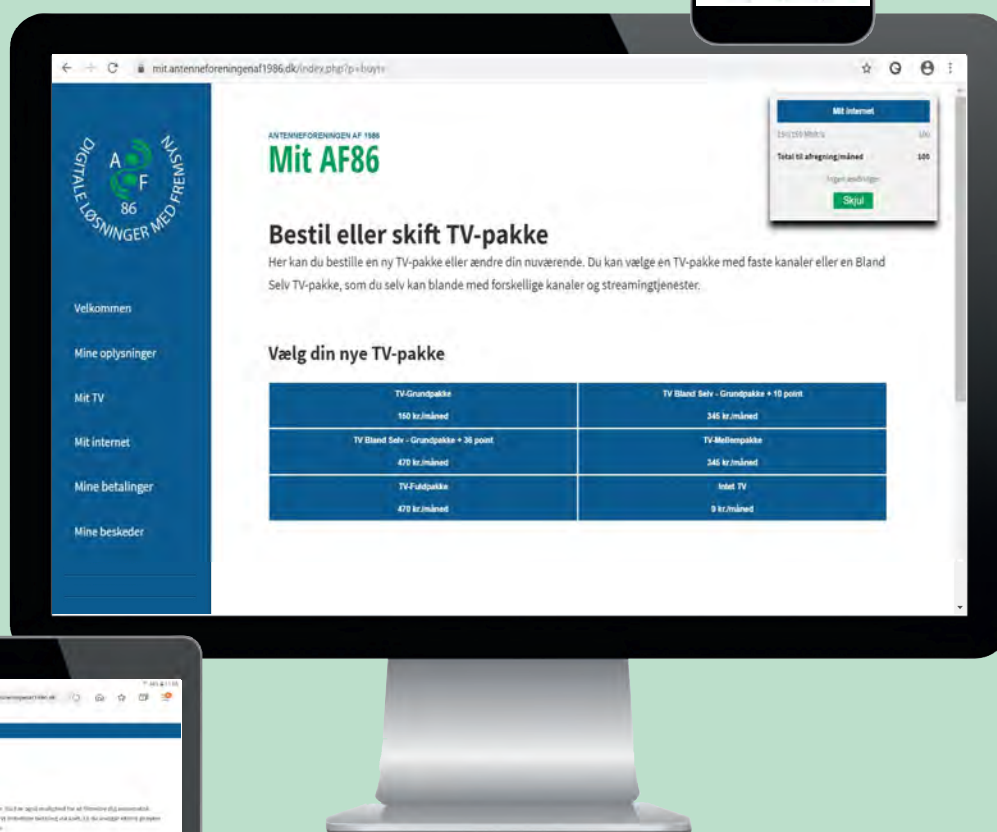 mit.antenneforeningenaf1986.dk/index.php?p=buytv
DIGITALE LØSNINGER MED FREMSYN
A
F
86
Velkommen
Mine oplysninger
Mit TV
Mit internet
Mine betalinger
Mine beskeder
ANTENNEFORENINGEN AF 1986
Mit AF86
Mit internet
100
Total til afregning/måned 100
Ingen ændringer
Skjul
Bestil eller skift TV-pakke
Her kan du bestille en ny TV-pakke eller ændre din nuværende. Du kan vælge en TV-pakke med faste kanaler eller en Bland
Selv TV-pakke, som du selv kan blande med forskellige kanaler og streamingtjenester.
Vælg din nye TV-pakke
TV-Grundpakke
150 kr./måned
TV Bland Selv - Grundpakke + 10 point
345 kr./måned
TV Bland Selv - Grundpakke + 36 point
470 kr./måned
TV-Mellempakke
345 kr./måned
TV-Fuldpakke
470 kr./måned
Intet TV
0 kr./måned